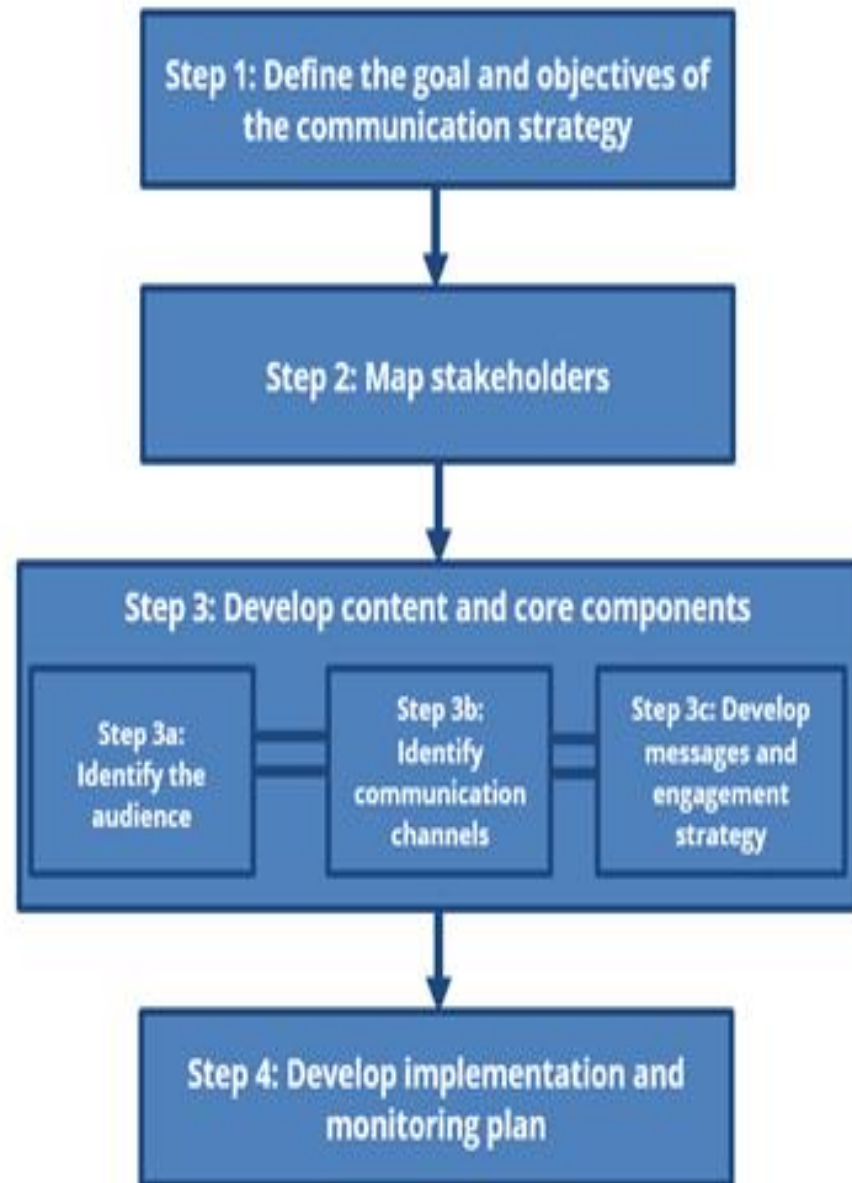 Step 1: Define the goal and objectives of
the communication strategy
Step 2: Map stakeholders
Step 3: Develop content and core components
Step 3a:
Identify the
audience
Step 3b:
Identify
communication
channels
Step 3c: Develop
messages and
engagement
strategy
Step 4: Develop implementation and
monitoring plan